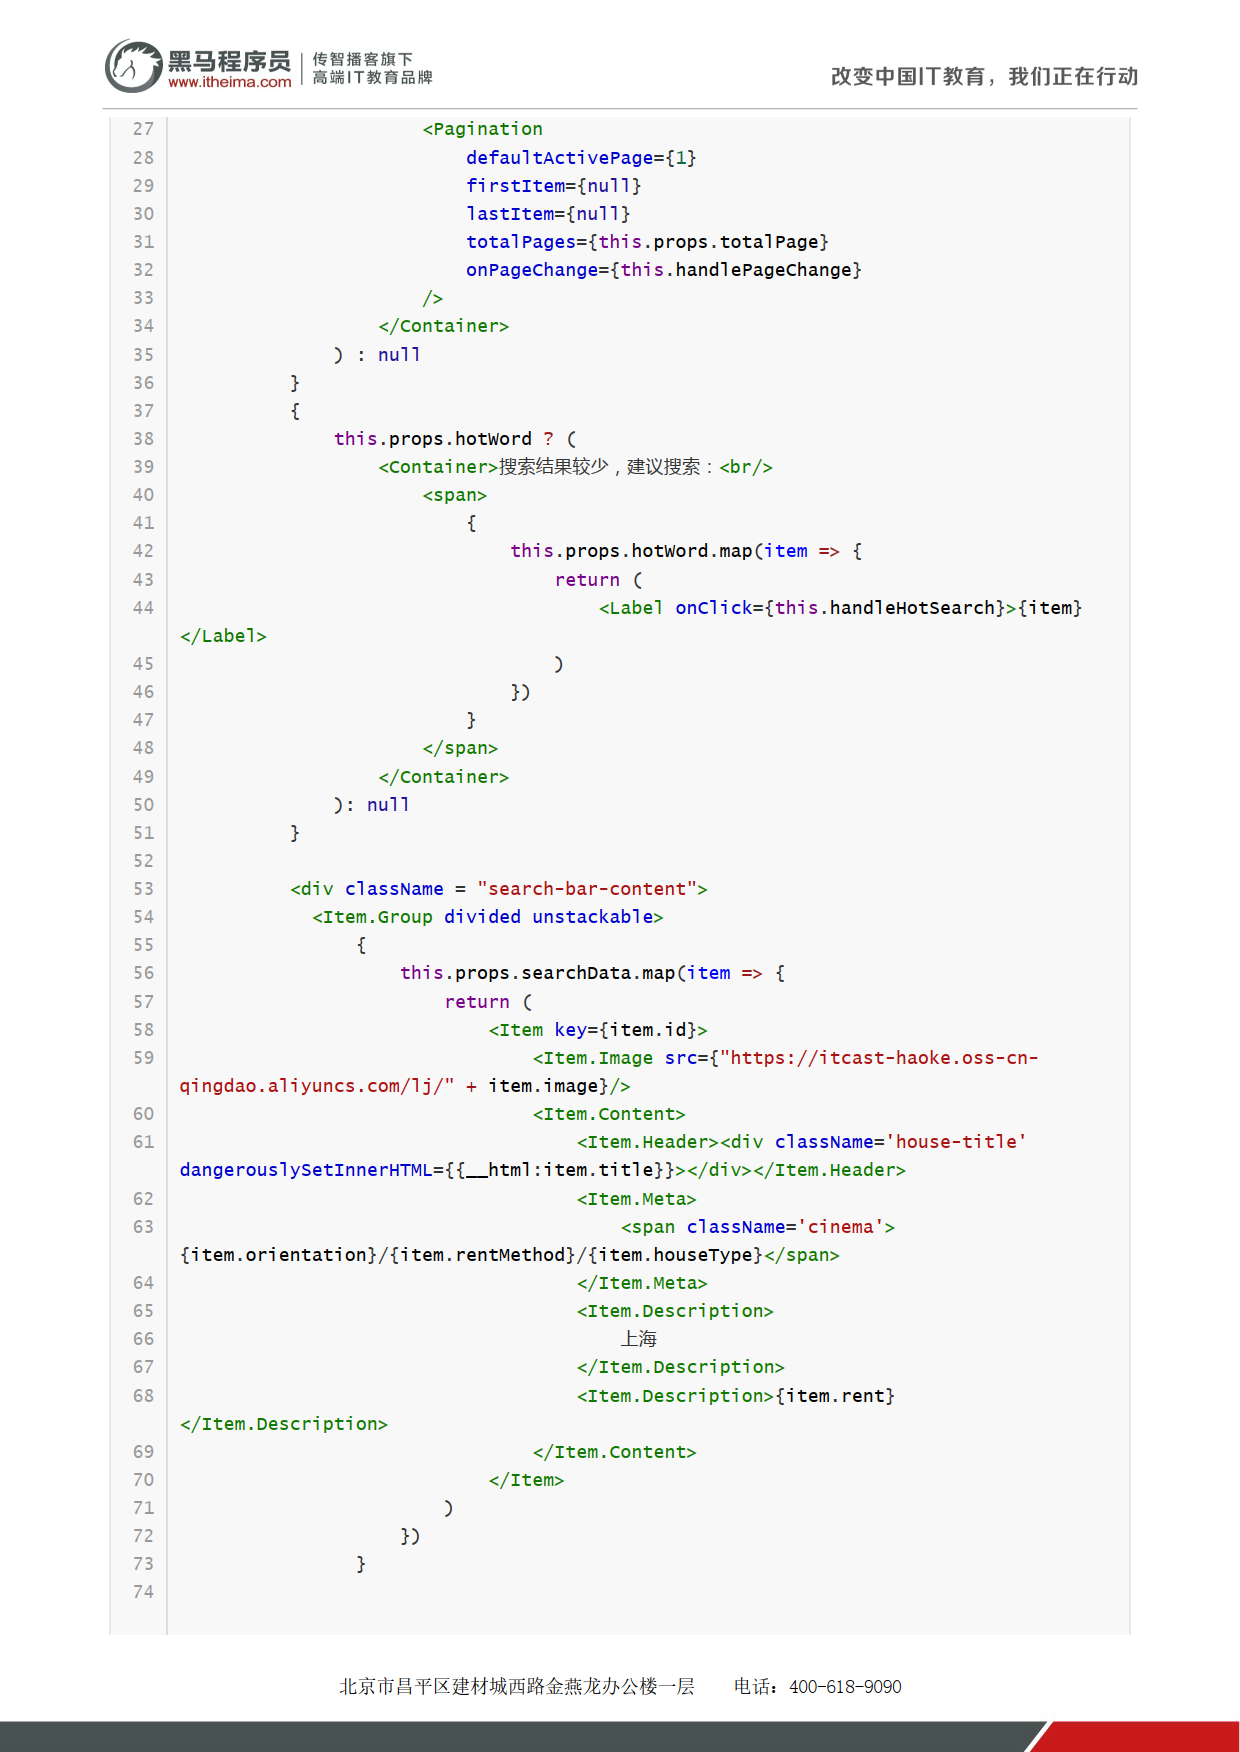 黑马程序员
www.itheima.com
传智播客旗下
高端IT教育品牌
改变中国IT教育，我们正在行动
27                        <Pagination
28                            defaultActivePage={1}
29                            firstItem={null}
30                            lastItem={null}
31                            totalPages={this.props.totalPage}
32                            onPageChange={this.handlePageChange}
33                        />
34                    </Container>
35                ) : null
36            }
37            {
38                this.props.hotWord ? (
39                    <Container>搜索结果较少，建议搜索：<br/>
40                        <span>
41                            {
42                                this.props.hotWord.map(item => {
43                                    return (
44                                        <Label onClick={this.handleHotSearch}>{item}
</Label>
45                                    )
46                                })
47                            }
48                        </span>
49                    </Container>
50                ): null
51            }
52
53            <div className = "search-bar-content">
54              <Item.Group divided unstackable>
55                  {
56                      this.props.searchData.map(item => {
57                          return (
58                              <Item key={item.id}>
59                                  <Item.Image src={"https://itcast-haoke.oss-cn-
qingdao.aliyuncs.com/lj/" + item.image}/>
60                                  <Item.Content>
61                                      <Item.Header><div className='house-title'
dangerouslySetInnerHTML={{__html:item.title}}></div></Item.Header>
62                                      <Item.Meta>
63                                          <span className='cinema'>
{item.orientation}/{item.rentMethod}/{item.houseType}</span>
64                                      </Item.Meta>
65                                      <Item.Description>
66                                          上海
67                                      </Item.Description>
68                                      <Item.Description>{item.rent}
</Item.Description>
69                                  </Item.Content>
70                              </Item>
71                          )
72                      })
73                  }
74
北京市昌平区建材城西路金燕龙办公楼一层  电话：400-618-9090